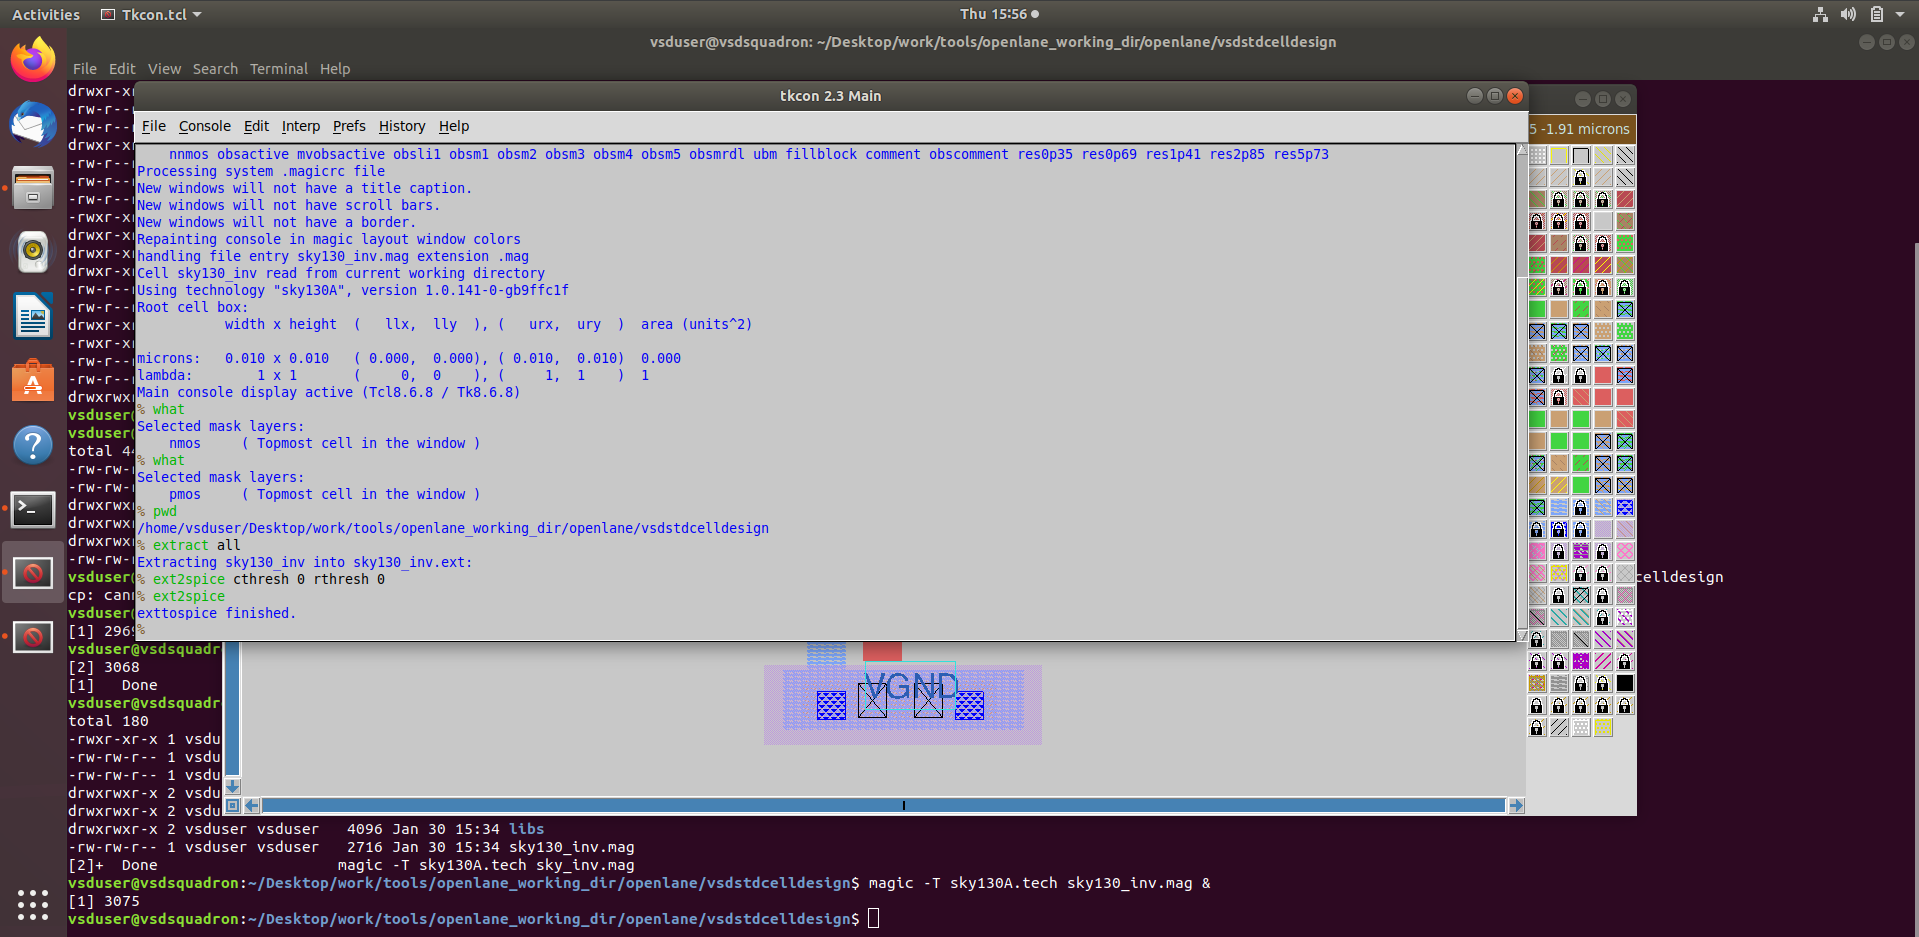 Activities Tkcon.tcl Thu 15:56
vsduser@vsdsquadron: ~/Desktop/work/tools/openlane_working_dir/openlane/vsdstdcelldesign
File Edit View Search Terminal Help
tkcon 2.3 Main
File Console Edit Interp Prefs History Help
5 -1.91 microns
nnmos obsactive mvobsactive obsli1 obsm1 obsm2 obsm3 obsm4 obsm5 obsmrdl ubm fillblock comment obscomment res0p35 res0p69 res1p41 res2p85 res5p73
Processing system .magicrc file
New windows will not have a title caption.
New windows will not have scroll bars.
New windows will not have a border.
Repainting console in magic layout window colors
handling file entry sky130_inv.mag extension .mag
Cell sky130_inv read from current working directory
Using technology "sky130A", version 1.0.141-0-gb9ffc1f
Root cell box:
width x height ( llx, lly ), ( urx, ury ) area (units^2)
microns: 0.010 x 0.010 ( 0.000, 0.000), ( 0.010, 0.010) 0.000
lambda: 1 x 1 ( 0, 0 ), ( 1, 1 ) 1
Main console display active (Tcl8.6.8 / Tk8.6.8)
% what
Selected mask layers:
nmos ( Topmost cell in the window )
% what
Selected mask layers:
pmos ( Topmost cell in the window )
% pwd
/home/vsduser/Desktop/work/tools/openlane_working_dir/openlane/vsdstdcelldesign
% extract all
Extracting sky130_inv into sky130_inv.ext:
% ext2spice cthresh 0 rthresh 0
% ext2spice
exttospice finished.
%
drwxr-x
-rw-r--
-rw-r--
drwxr-x
-rw-r--
-rw-r--
-rwxr-x
-rwxr-x
drwxr-x
-rw-r--
drwxr-x
-rw-r--
-rw-r--
drwxr-x
-rw-r--
-rw-r--
drwxr-x
drwxrwx
vsduser@
vsduser@
total 4
-rw-rw-
-rw-rw-
drwxrwx
drwxrwx
drwxrwx
-rw-rw-
vsduser@ celldesign
cp: can
vsduser@
[1] 296
vsduser@vsdsquadr
[2] 3068
[1] Done
vsduser@vsdsquadr
total 180
-rwxr-xr-x 1 vsdu
-rw-rw-r-- 1 vsdu
-rw-rw-r-- 1 vsdu
drwxrwxr-x 2 vsdu
drwxrwxr-x 2 vsdu
VGND
drwxrwxr-x 2 vsduser vsduser 4096 Jan 30 15:34 libs
-rw-rw-r-- 1 vsduser vsduser 2716 Jan 30 15:34 sky130_inv.mag
[2]+ Done magic -T sky130A.tech sky_inv.mag
vsduser@vsdsquadron:~/Desktop/work/tools/openlane_working_dir/openlane/vsdstdcelldesign$ magic -T sky130A.tech sky130_inv.mag &
[1] 3075
vsduser@vsdsquadron:~/Desktop/work/tools/openlane_working_dir/openlane/vsdstdcelldesign$